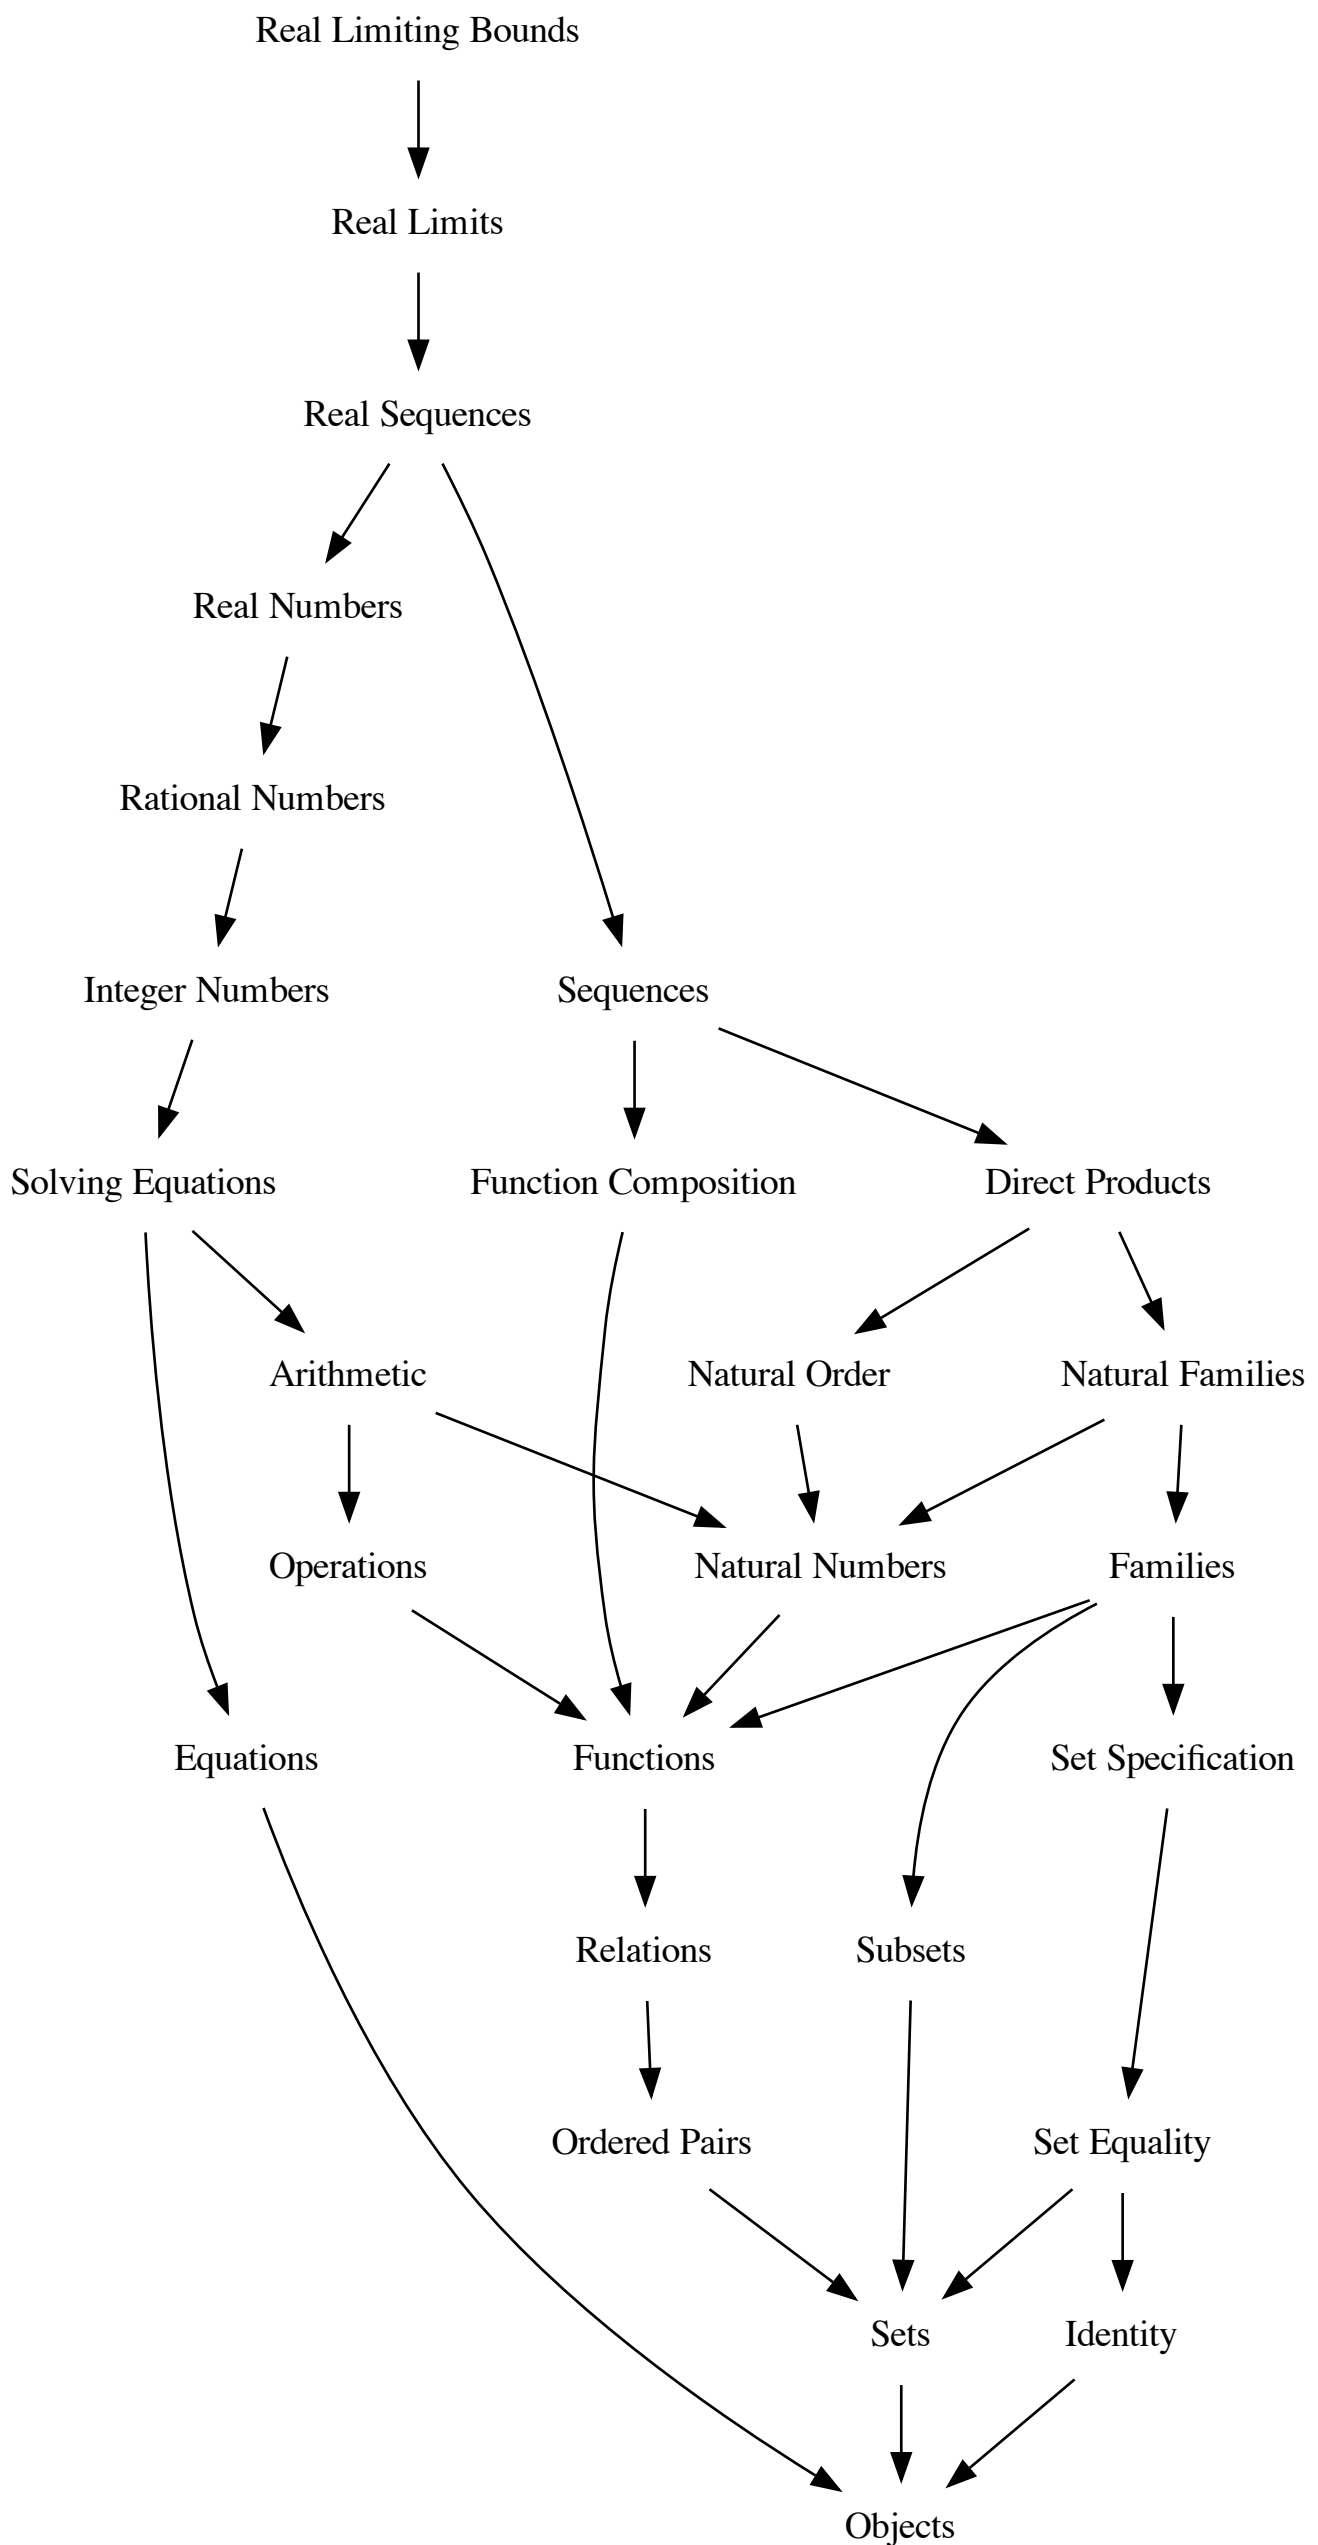 Real Limiting Bounds
Real Limits
Real Sequences
Real Numbers
Rational Numbers
Integer Numbers
Sequences
Solving Equations
Function Composition
Direct Products
Arithmetic
Natural Order
Natural Families
Operations
Natural Numbers
Families
Equations
Functions
Set Specification
Relations
Subsets
Ordered Pairs
Set Equality
Sets
Identity
Objects